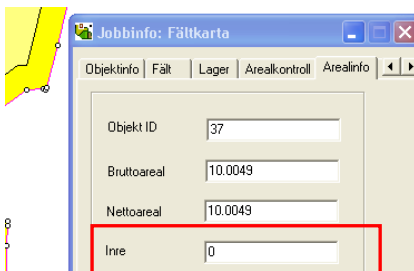 Jobbinfo: Fältkarta
Objektinfo Fält Lager Arealkontroll Arealinfo
Objekt ID 37
Bruttoareal 10.0049
Nettoareal 10.0049
8
Inre 0